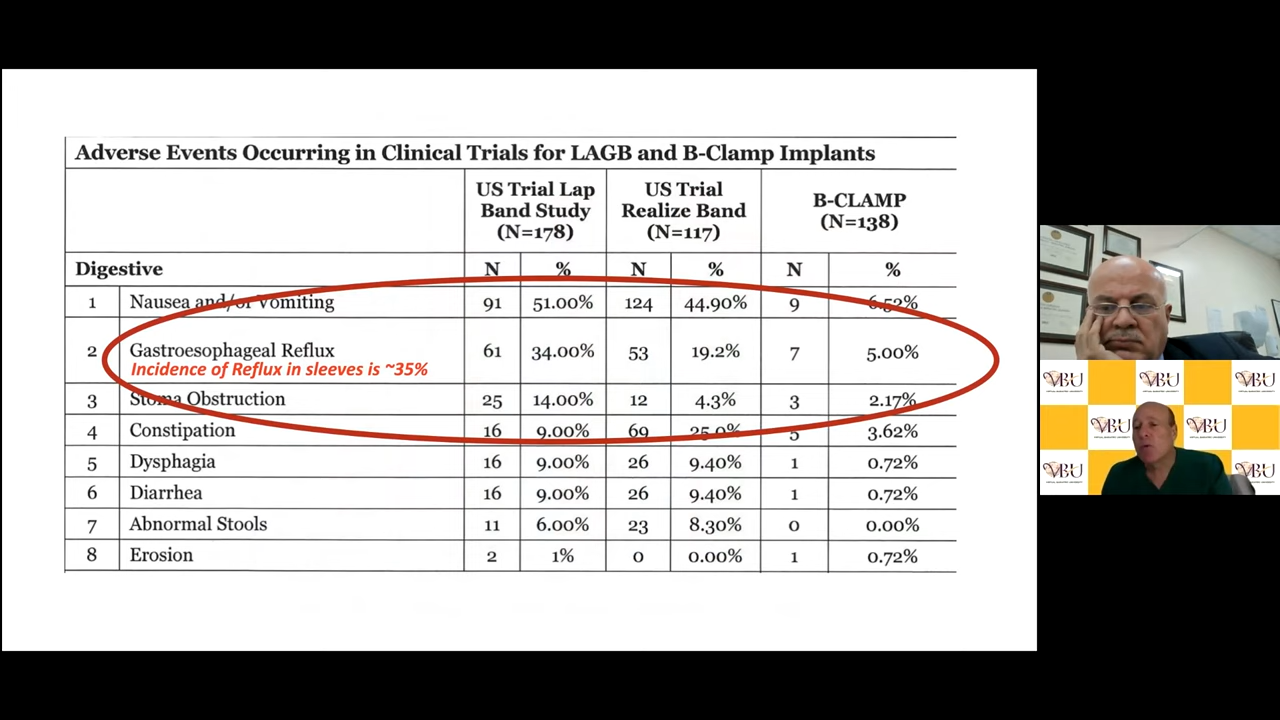 Adverse Events Occurring in Clinical Trials for LAGB and B-Clamp Implants
US Trial Lap Band Study (N=178) US Trial Realize Band (N=117) B-CLAMP (N=138)
Digestive N % N % N %
1 Nausea and/or Vomiting 91 51.00% 124 44.90% 9 6.52%
2 Gastroesophageal Reflux 61 34.00% 53 19.2% 7 5.00%
Incidence of Reflux in sleeves is ~35%
3 Stoma Obstruction 25 14.00% 12 4.3% 3 2.17%
4 Constipation 16 9.00% 69 25.0% 5 3.62%
5 Dysphagia 16 9.00% 26 9.40% 1 0.72%
6 Diarrhea 16 9.00% 26 9.40% 1 0.72%
7 Abnormal Stools 11 6.00% 23 8.30% 0 0.00%
8 Erosion 2 1% 0 0.00% 1 0.72%
VBU VBU VBU
VBU VBU
VBU VBU